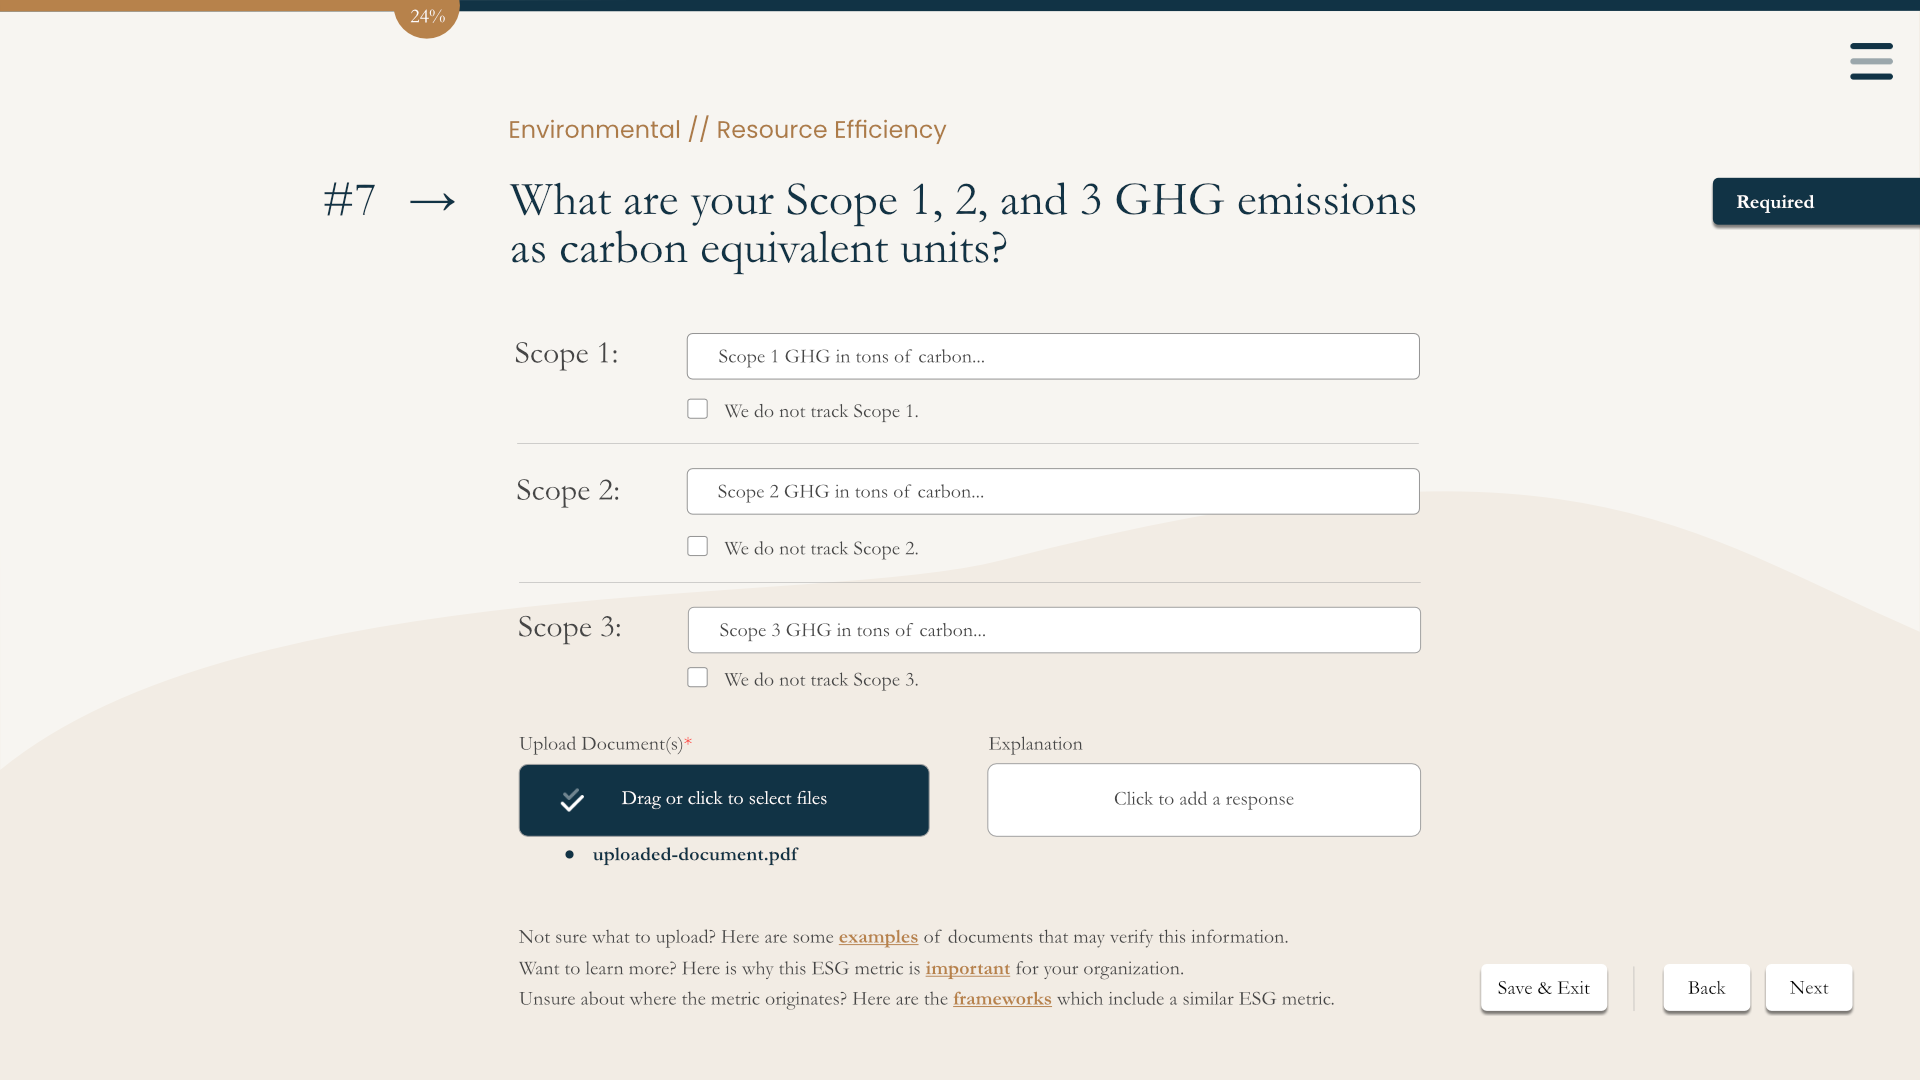 24%
Environmental // Resource Efficiency
#7 → What are your Scope 1, 2, and 3 GHG emissions
as carbon equivalent units?
Required
Scope 1:
Scope 1 GHG in tons of carbon...
We do not track Scope 1.
Scope 2:
Scope 2 GHG in tons of carbon...
We do not track Scope 2.
Scope 3:
Scope 3 GHG in tons of carbon...
We do not track Scope 3.
Upload Document(s)*
Drag or click to select files
• uploaded-document.pdf
Explanation
Click to add a response
Not sure what to upload? Here are some examples of documents that may verify this information.
Want to learn more? Here is why this ESG metric is important for your organization.
Unsure about where the metric originates? Here are the frameworks which include a similar ESG metric.
Save & Exit
Back
Next